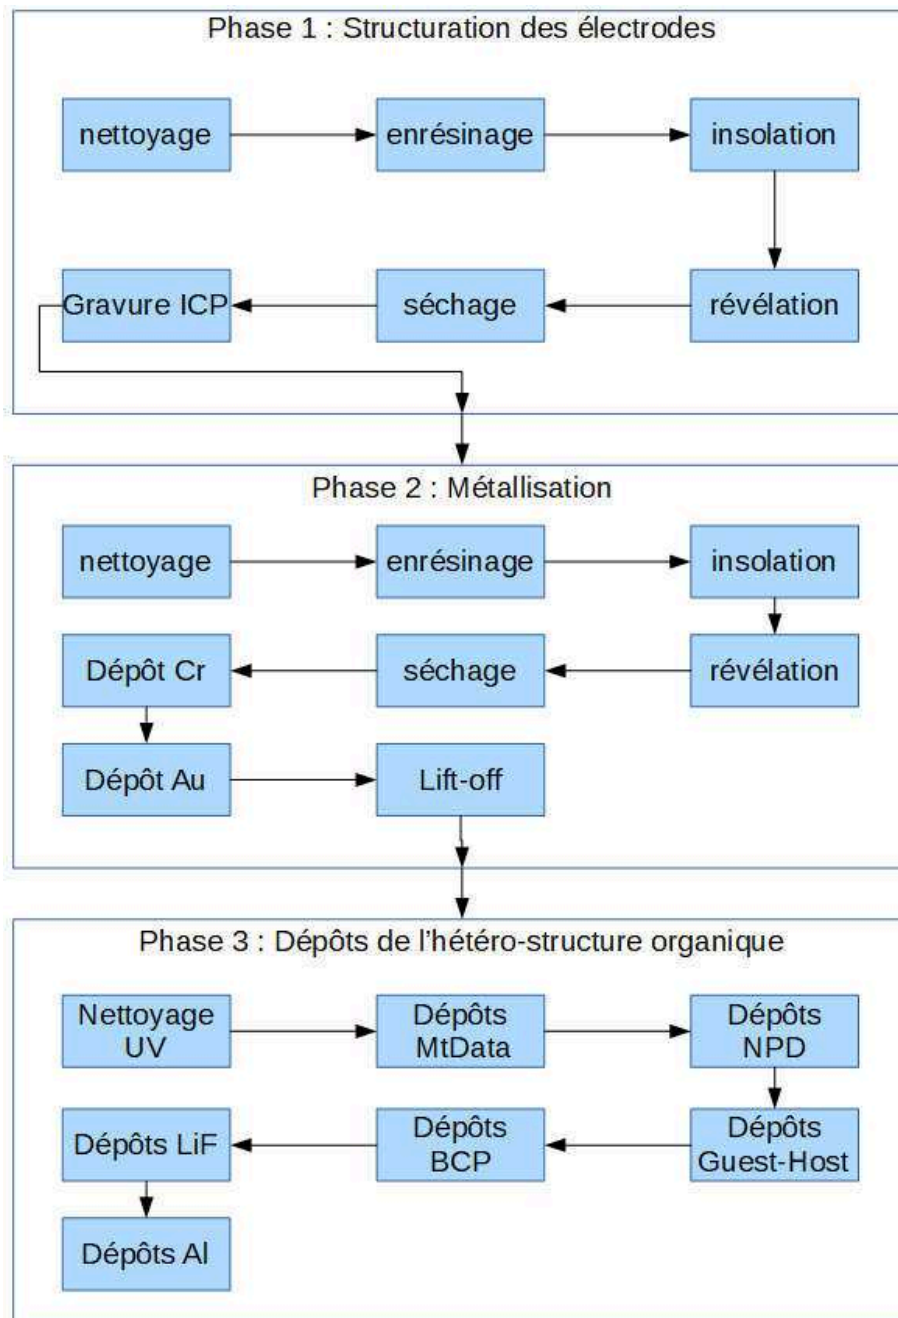 Phase 1 : Structuration des électrodes
nettoyage
enrésinage
insolation
révélation
séchage
Gravure ICP
Phase 2 : Métallisation
nettoyage
enrésinage
insolation
révélation
séchage
Dépôt Cr
Dépôt Au
Lift-off
Phase 3 : Dépôts de l’hétéro-structure organique
Nettoyage
UV
Dépôts
MtData
Dépôts
NPD
Dépôts
Guest-Host
Dépôts
BCP
Dépôts LiF
Dépôts Al